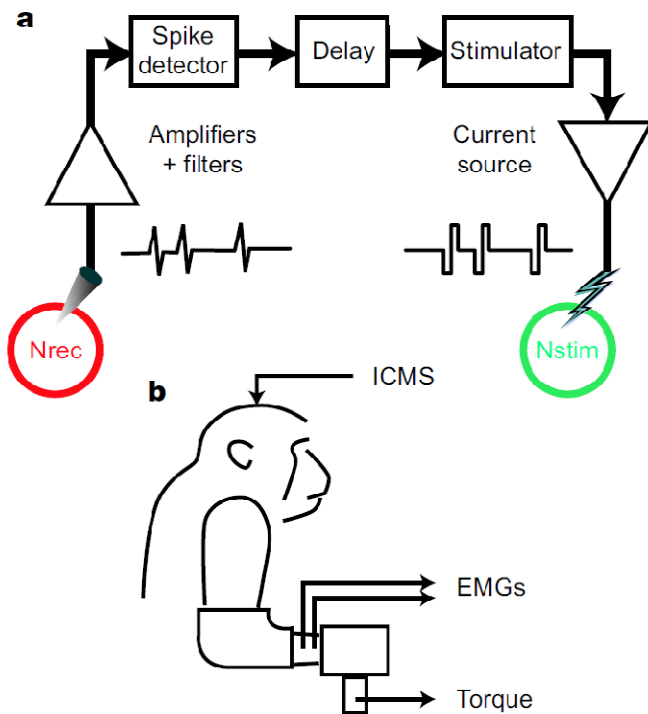 a
Spike
detector
Delay
Stimulator
Amplifiers
+ filters
Current
source
Nrec
Nstim
b
ICMS
EMGs
Torque